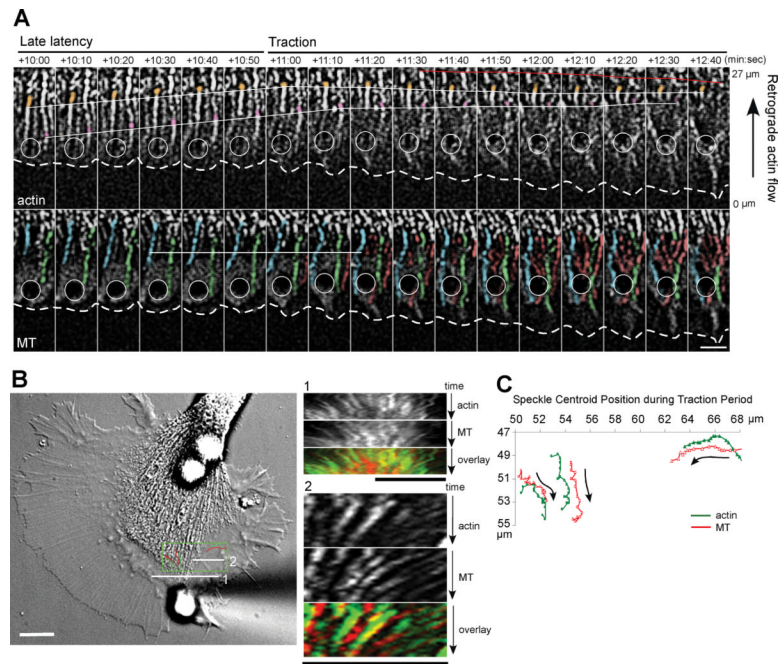 A
Late latency
Traction
+10:00 +10:10 +10:20 +10:30 +10:40 +10:50 +11:00 +11:10 +11:20 +11:30 +11:40 +11:50 +12:00 +12:10 +12:20 +12:30 +12:40 (min:sec)
27 µm
Retrograde actin flow
0 µm
actin
MT
B
1
2
1
time
actin
MT
overlay
2
time
actin
MT
overlay
C
Speckle Centroid Position during Traction Period
50 52 54 56 58 60 62 64 66 68 µm
47
49
51
53
55
µm
actin
MT